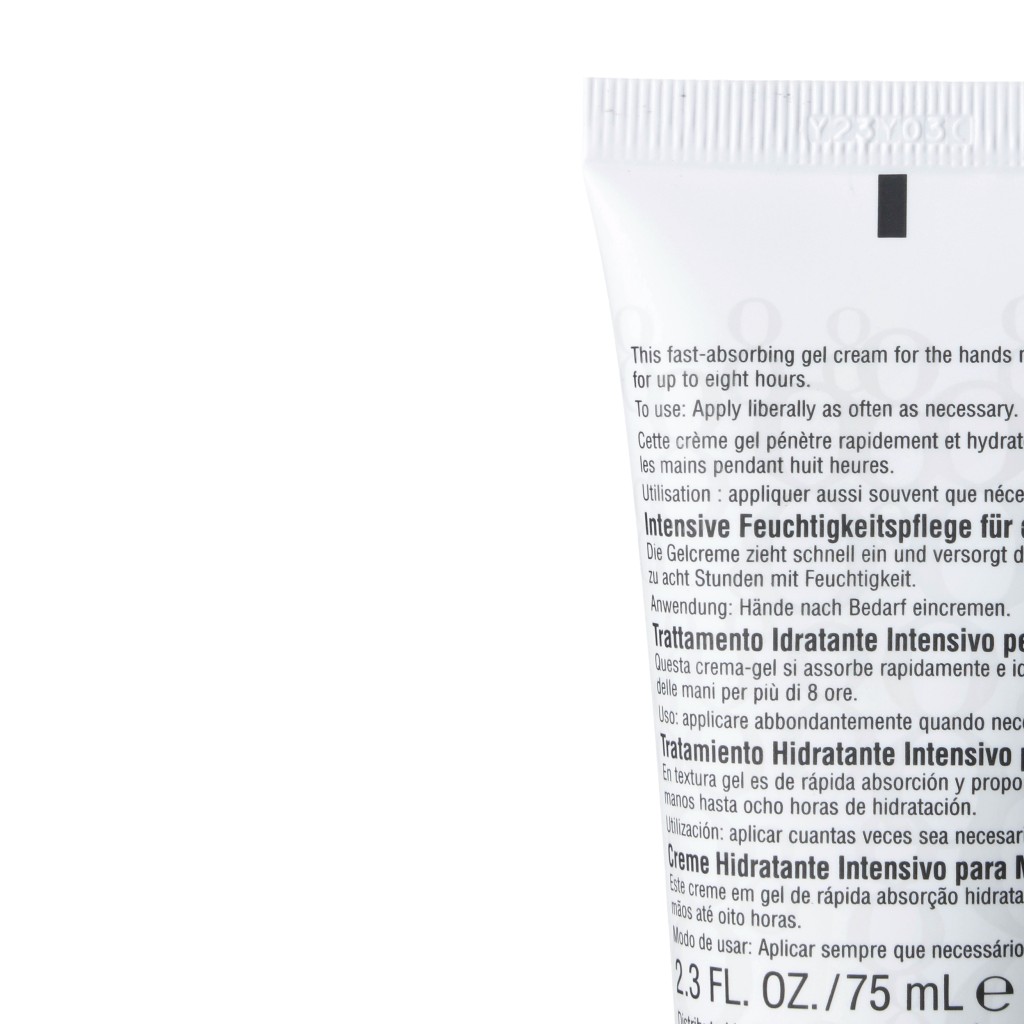 Y23Y03
This fast-absorbing gel cream for the hands
for up to eight hours.
To use: Apply liberally as often as necessary.
Cette crème gel pénètre rapidement et hydrat
les mains pendant huit heures.
Utilisation : appliquer aussi souvent que néce
Intensive Feuchtigkeitspflege für
Die Gelcreme zieht schnell ein und versorgt d
zu acht Stunden mit Feuchtigkeit.
Anwendung: Hände nach Bedarf eincremen.
Trattamento Idratante Intensivo pe
Questa crema-gel si assorbe rapidamente e id
delle mani per più di 8 ore.
Uso: applicare abbondantemente quando nec
Tratamiento Hidratante Intensivo
En textura gel es de rápida absorción y propo
manos hasta ocho horas de hidratación.
Utilización: aplicar cuantas veces sea necesar
Creme Hidratante Intensivo para M
Este creme em gel de rápida absorção hidrata
mãos até oito horas.
Modo de usar: Aplicar sempre que necessário
2.3 FL. OZ./75 mL e